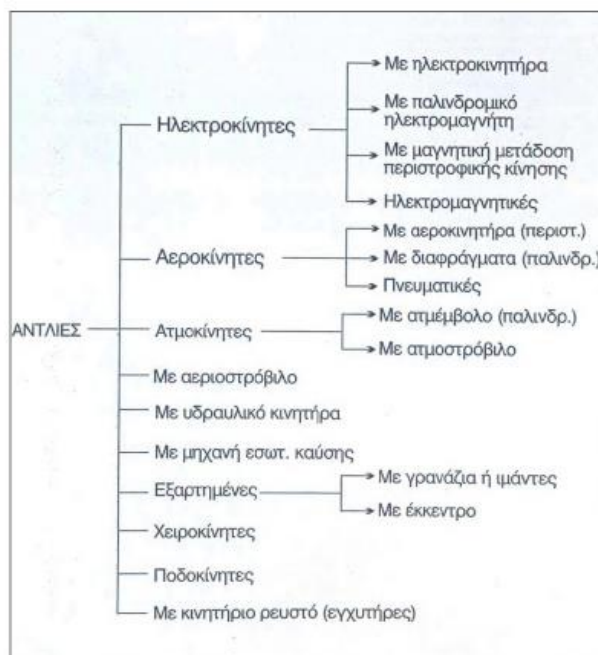 Με ηλεκτροκινητήρα
Ηλεκτροκίνητες
Με παλινδρομικό
ηλεκτρομαγνήτη
Με μαγνητική μετάδοση
περιστροφικής κίνησης
Ηλεκτρομαγνητικές
Αεροκίνητες
Με αεροκινητήρα (περιστ.)
Με διαφράγματα (παλινδρ.)
Πνευματικές
ΑΝΤΛΙΕΣ
Ατμοκίνητες
Με ατμέμβολο (παλινδρ.)
Με ατμοστρόβιλο
Με αεριοστρόβιλο
Με υδραυλικό κινητήρα
Με μηχανή εσωτ. καύσης
Εξαρτημένες
Με γρανάζια ή ιμάντες
Με έκκεντρο
Χειροκίνητες
Ποδοκίνητες
Με κινητήριο ρευστό (εγχυτήρες)